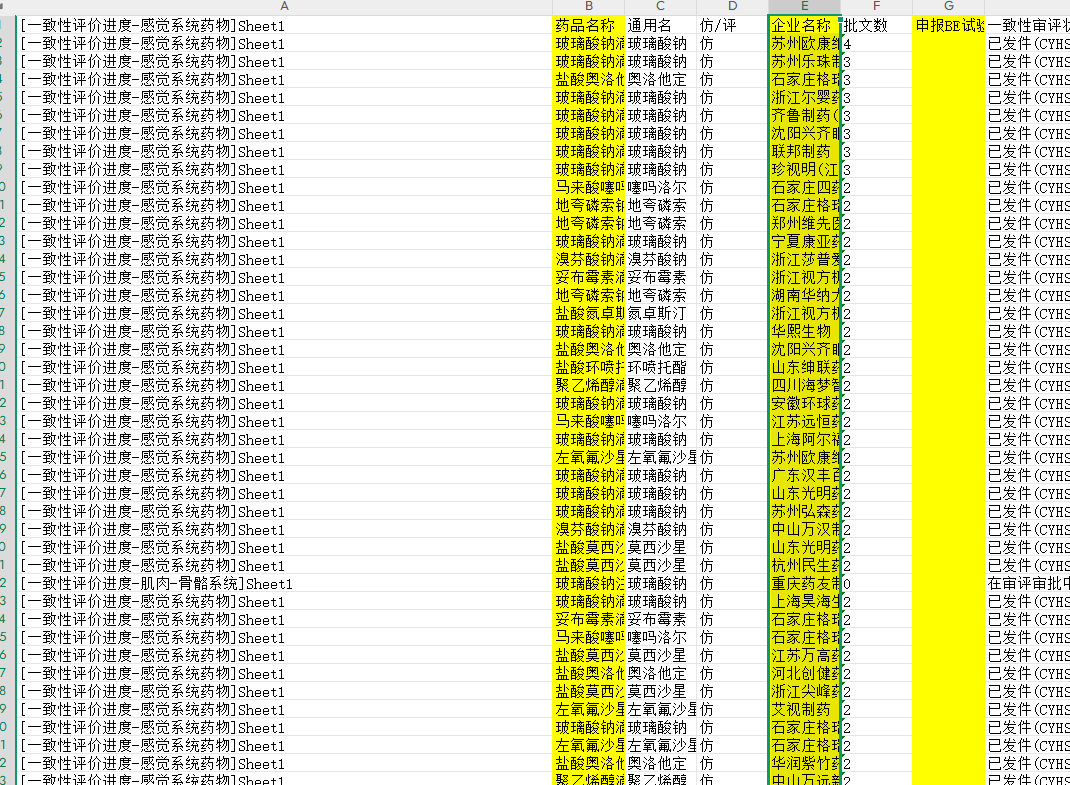 A B C D E F G
[一致性评价进度-感觉系统药物]Sheet1 药品名称 通用名 仿/评 企业名称 批文数 申报BE试验 一致性审评状
[一致性评价进度-感觉系统药物]Sheet1 玻璃酸钠滴 玻璃酸钠 仿 苏州欧康维 4 已发件(CYHS
[一致性评价进度-感觉系统药物]Sheet1 玻璃酸钠滴 玻璃酸钠 仿 苏州乐珠制 3 已发件(CYHS
[一致性评价进度-感觉系统药物]Sheet1 盐酸奥洛他 奥洛他定 仿 石家庄格瑞 3 已发件(CYHS
[一致性评价进度-感觉系统药物]Sheet1 玻璃酸钠滴 玻璃酸钠 仿 浙江尔婴药 3 已发件(CYHS
[一致性评价进度-感觉系统药物]Sheet1 玻璃酸钠滴 玻璃酸钠 仿 齐鲁制药( 3 已发件(CYHS
[一致性评价进度-感觉系统药物]Sheet1 玻璃酸钠滴 玻璃酸钠 仿 沈阳兴齐眼 3 已发件(CYHS
[一致性评价进度-感觉系统药物]Sheet1 玻璃酸钠滴 玻璃酸钠 仿 联邦制药 3 已发件(CYHS
[一致性评价进度-感觉系统药物]Sheet1 玻璃酸钠滴 玻璃酸钠 仿 珍视明(江 3 已发件(CYHS
[一致性评价进度-感觉系统药物]Sheet1 马来酸噻吗 噻吗洛尔 仿 石家庄四药 2 已发件(CYHS
[一致性评价进度-感觉系统药物]Sheet1 地夸磷索钠 地夸磷索 仿 石家庄格瑞 2 已发件(CYHS
[一致性评价进度-感觉系统药物]Sheet1 地夸磷索钠 地夸磷索 仿 郑州维先医 2 已发件(CYHS
[一致性评价进度-感觉系统药物]Sheet1 玻璃酸钠滴 玻璃酸钠 仿 宁夏康亚药 2 已发件(CYHS
[一致性评价进度-感觉系统药物]Sheet1 溴芬酸钠滴 溴芬酸钠 仿 浙江莎普爱 2 已发件(CYHS
[一致性评价进度-感觉系统药物]Sheet1 妥布霉素滴 妥布霉素 仿 浙江视方极 2 已发件(CYHS
[一致性评价进度-感觉系统药物]Sheet1 地夸磷索钠 地夸磷索 仿 湖南华纳大 2 已发件(CYHS
[一致性评价进度-感觉系统药物]Sheet1 盐酸氮卓斯 氮卓斯汀 仿 浙江视方极 2 已发件(CYHS
[一致性评价进度-感觉系统药物]Sheet1 玻璃酸钠滴 玻璃酸钠 仿 华熙生物 2 已发件(CYHS
[一致性评价进度-感觉系统药物]Sheet1 盐酸奥洛他 奥洛他定 仿 沈阳兴齐眼 2 已发件(CYHS
[一致性评价进度-感觉系统药物]Sheet1 盐酸环喷托 环喷托酯 仿 山东绅联药 2 已发件(CYHS
[一致性评价进度-感觉系统药物]Sheet1 聚乙烯醇滴 聚乙烯醇 仿 四川海梦智 2 已发件(CYHS
[一致性评价进度-感觉系统药物]Sheet1 玻璃酸钠滴 玻璃酸钠 仿 安徽环球药 2 已发件(CYHS
[一致性评价进度-感觉系统药物]Sheet1 马来酸噻吗 噻吗洛尔 仿 江苏远恒药 2 已发件(CYHS
[一致性评价进度-感觉系统药物]Sheet1 玻璃酸钠滴 玻璃酸钠 仿 上海阿尔福 2 已发件(CYHS
[一致性评价进度-感觉系统药物]Sheet1 左氧氟沙星 左氧氟沙星 仿 苏州欧康维 2 已发件(CYHS
[一致性评价进度-感觉系统药物]Sheet1 玻璃酸钠滴 玻璃酸钠 仿 广东汉丰百 2 已发件(CYHS
[一致性评价进度-感觉系统药物]Sheet1 玻璃酸钠滴 玻璃酸钠 仿 山东光明药 2 已发件(CYHS
[一致性评价进度-感觉系统药物]Sheet1 玻璃酸钠滴 玻璃酸钠 仿 苏州弘森药 2 已发件(CYHS
[一致性评价进度-感觉系统药物]Sheet1 溴芬酸钠滴 溴芬酸钠 仿 中山万汉制 2 已发件(CYHS
[一致性评价进度-感觉系统药物]Sheet1 盐酸莫西沙 莫西沙星 仿 山东光明药 2 已发件(CYHS
[一致性评价进度-感觉系统药物]Sheet1 盐酸莫西沙 莫西沙星 仿 杭州民生药 2 已发件(CYHS
[一致性评价进度-肌肉-骨骼系统]Sheet1 玻璃酸钠注 玻璃酸钠 仿 重庆药友制 0 在审评审批中
[一致性评价进度-感觉系统药物]Sheet1 玻璃酸钠滴 玻璃酸钠 仿 上海昊海生 2 已发件(CYHS
[一致性评价进度-感觉系统药物]Sheet1 妥布霉素滴 妥布霉素 仿 石家庄格瑞 2 已发件(CYHS
[一致性评价进度-感觉系统药物]Sheet1 马来酸噻吗 噻吗洛尔 仿 石家庄格瑞 2 已发件(CYHS
[一致性评价进度-感觉系统药物]Sheet1 盐酸莫西沙 莫西沙星 仿 江苏万高药 2 已发件(CYHS
[一致性评价进度-感觉系统药物]Sheet1 盐酸奥洛他 奥洛他定 仿 河北创健药 2 已发件(CYHS
[一致性评价进度-感觉系统药物]Sheet1 盐酸莫西沙 莫西沙星 仿 浙江尖峰药 2 已发件(CYHS
[一致性评价进度-感觉系统药物]Sheet1 左氧氟沙星 左氧氟沙星 仿 艾视制药 2 已发件(CYHS
[一致性评价进度-感觉系统药物]Sheet1 玻璃酸钠滴 玻璃酸钠 仿 石家庄格瑞 2 已发件(CYHS
[一致性评价进度-感觉系统药物]Sheet1 左氧氟沙星 左氧氟沙星 仿 石家庄格瑞 2 已发件(CYHS
[一致性评价进度-感觉系统药物]Sheet1 盐酸奥洛他 奥洛他定 仿 华润紫竹药 2 已发件(CYHS
[一致性评价进度-感觉系统药物]Sheet1 聚乙烯醇滴 聚乙烯醇 仿 中山万远新 2 已发件(CYHS